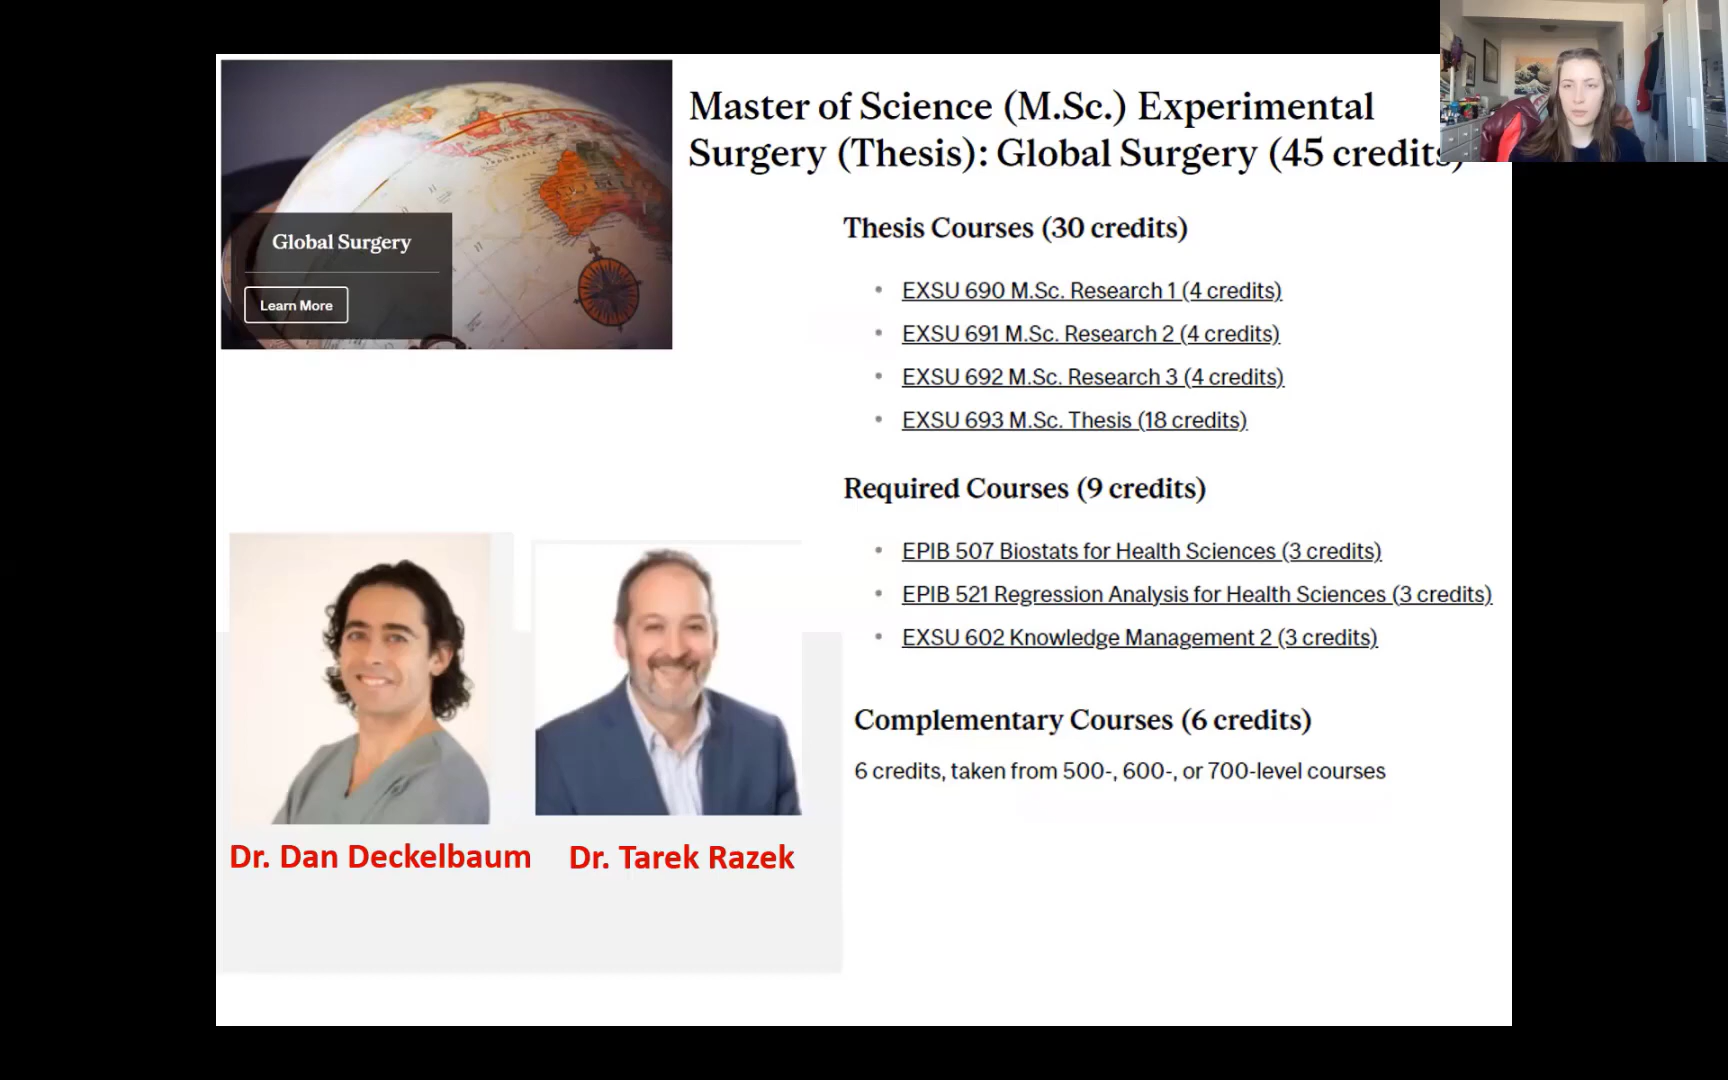 Master of Science (M.Sc.) Experimental
Surgery (Thesis): Global Surgery (45 credits)
Global Surgery
Learn More
Thesis Courses (30 credits)
• EXSU 690 M.Sc. Research 1 (4 credits)
• EXSU 691 M.Sc. Research 2 (4 credits)
• EXSU 692 M.Sc. Research 3 (4 credits)
• EXSU 693 M.Sc. Thesis (18 credits)
Required Courses (9 credits)
• EPIB 507 Biostats for Health Sciences (3 credits)
• EPIB 521 Regression Analysis for Health Sciences (3 credits)
• EXSU 602 Knowledge Management 2 (3 credits)
Complementary Courses (6 credits)
6 credits, taken from 500-, 600-, or 700-level courses
Dr. Dan Deckelbaum
Dr. Tarek Razek